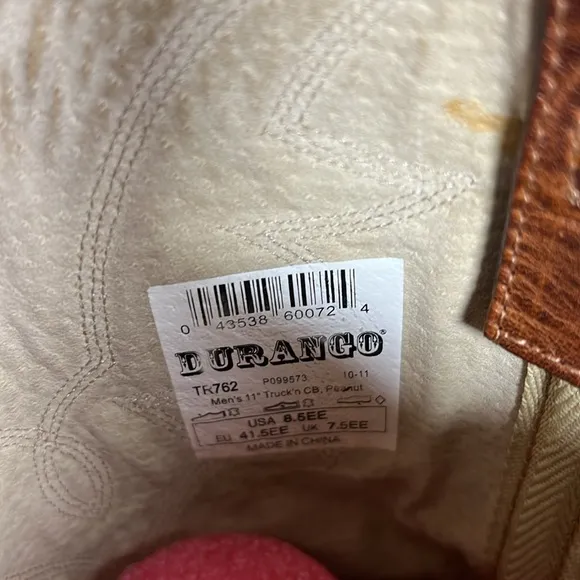 0 43538 60072 4
DURANGO®
TR762 P099573 10-11
Men's 11" Truck'n CB, Peanut
USA 8.5EE
EU 41.5EE UK 7.5EE
MADE IN CHINA